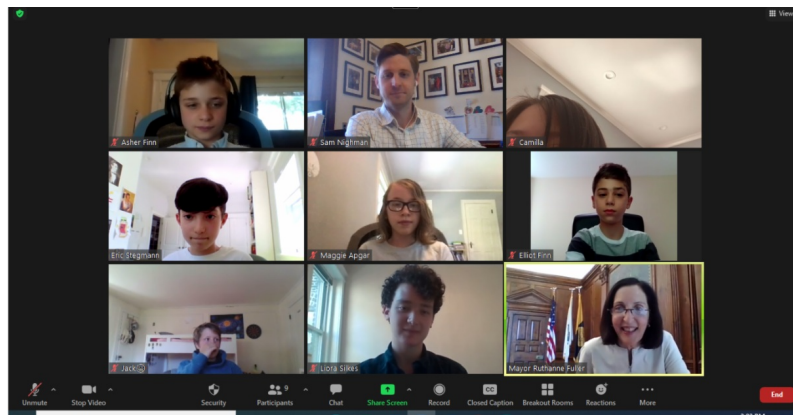 View
Asher Finn
Sam Nighman
Camilla
Eric Stegmann
Maggie Apgar
Elliot Finn
Jack
Liora Silkes
Mayor Ruthanne Fuller
Unmute
Stop Video
Security
Participants
9
Chat
Share Screen
Record
CC
Closed Caption
Breakout Rooms
Reactions
More
End